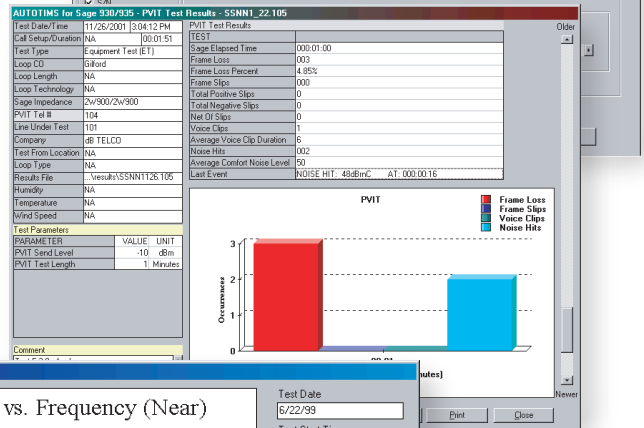 S/N
AUTOTIMS for Sage 930/935 - PVIT Test Results - SSNN1_22.105
Test Date/Time 11/26/2001 3:04:12 PM
Call Setup/Duration NA 00:01:51
Test Type Equipment Test (ET)
Loop CO Gilford
Loop Length NA
Loop Technology NA
Sage Impedance 2W900/2W900
PVIT Tel # 104
Line Under Test 101
Company dB TELCO
Test From Location NA
Loop Type NA
Results File ...\results\SSNN1126.105
Humidity NA
Temperature NA
Wind Speed NA
Test Parameters
PARAMETER VALUE UNIT
PVIT Send Level -10 dBm
PVIT Test Length 1 Minutes
Comment
PVIT Test Results
TEST
Sage Elapsed Time 000:01:00
Frame Loss 003
Frame Loss Percent 4.85%
Frame Slips 000
Total Positive Slips 0
Total Negative Slips 0
Net Of Slips 0
Voice Clips 1
Average Voice Clip Duration 6
Noise Hits 002
Average Comfort Noise Level 50
Last Event NOISE HIT: 48dBmC AT: 000:00:16
Older
PVIT
Frame Loss
Frame Slips
Voice Clips
Noise Hits
Occurrences
3
2
1
0
nutes)
Newer
Print Close
vs. Frequency (Near)
Test Date
6/22/99